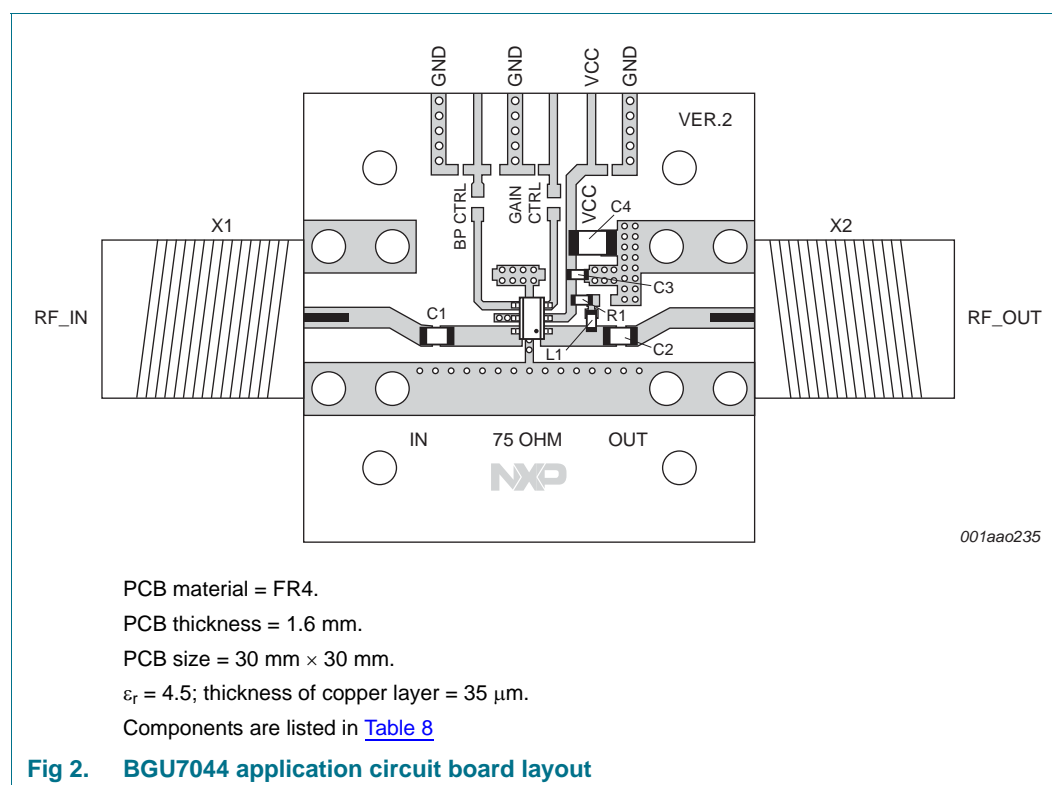 GND
GND
VCC
GND
VER.2
BP CTRL
GAIN
CTRL
VCC
C4
X1
X2
C3
RF_IN
C1
R1
RF_OUT
L1
C2
IN 75 OHM OUT
NXP
001aao235
PCB material = FR4.
PCB thickness = 1.6 mm.
PCB size = 30 mm × 30 mm.
εr = 4.5; thickness of copper layer = 35 μm.
Components are listed in Table 8
Fig 2. BGU7044 application circuit board layout